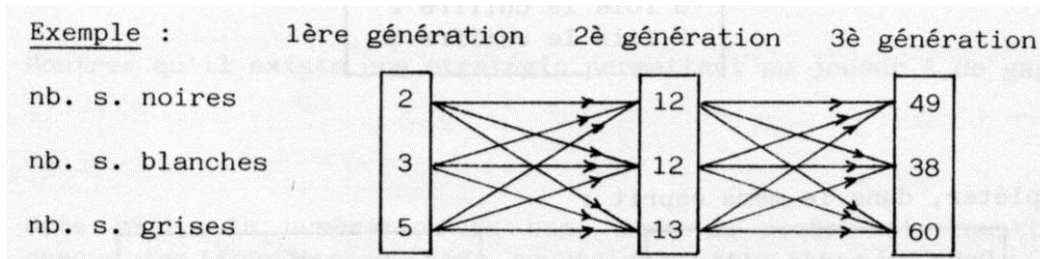 Exemple : 1ère génération 2è génération 3è génération
nb. s. noires 2 12 49
nb. s. blanches 3 12 38
nb. s. grises 5 13 60